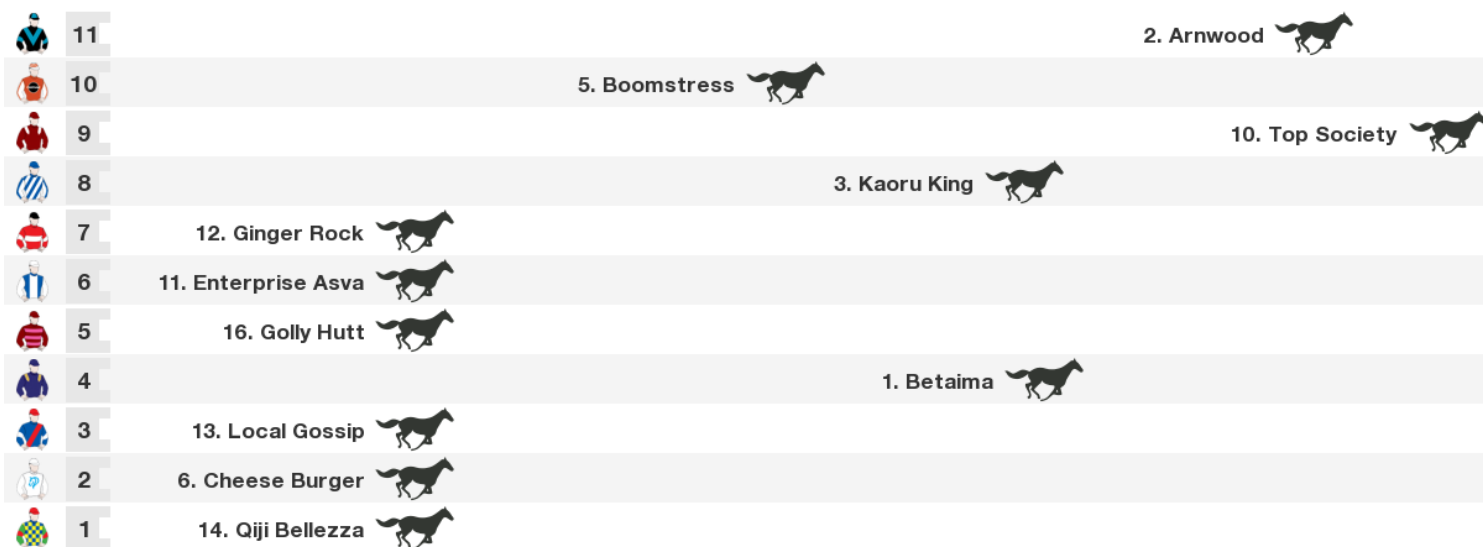 11 2. Arnwood
10 5. Boomstress
9 10. Top Society
8 3. Kaoru King
7 12. Ginger Rock
6 11. Enterprise Asva
5 16. Golly Hutt
4 1. Betaima
3 13. Local Gossip
2 6. Cheese Burger
1 14. Qiji Bellezza